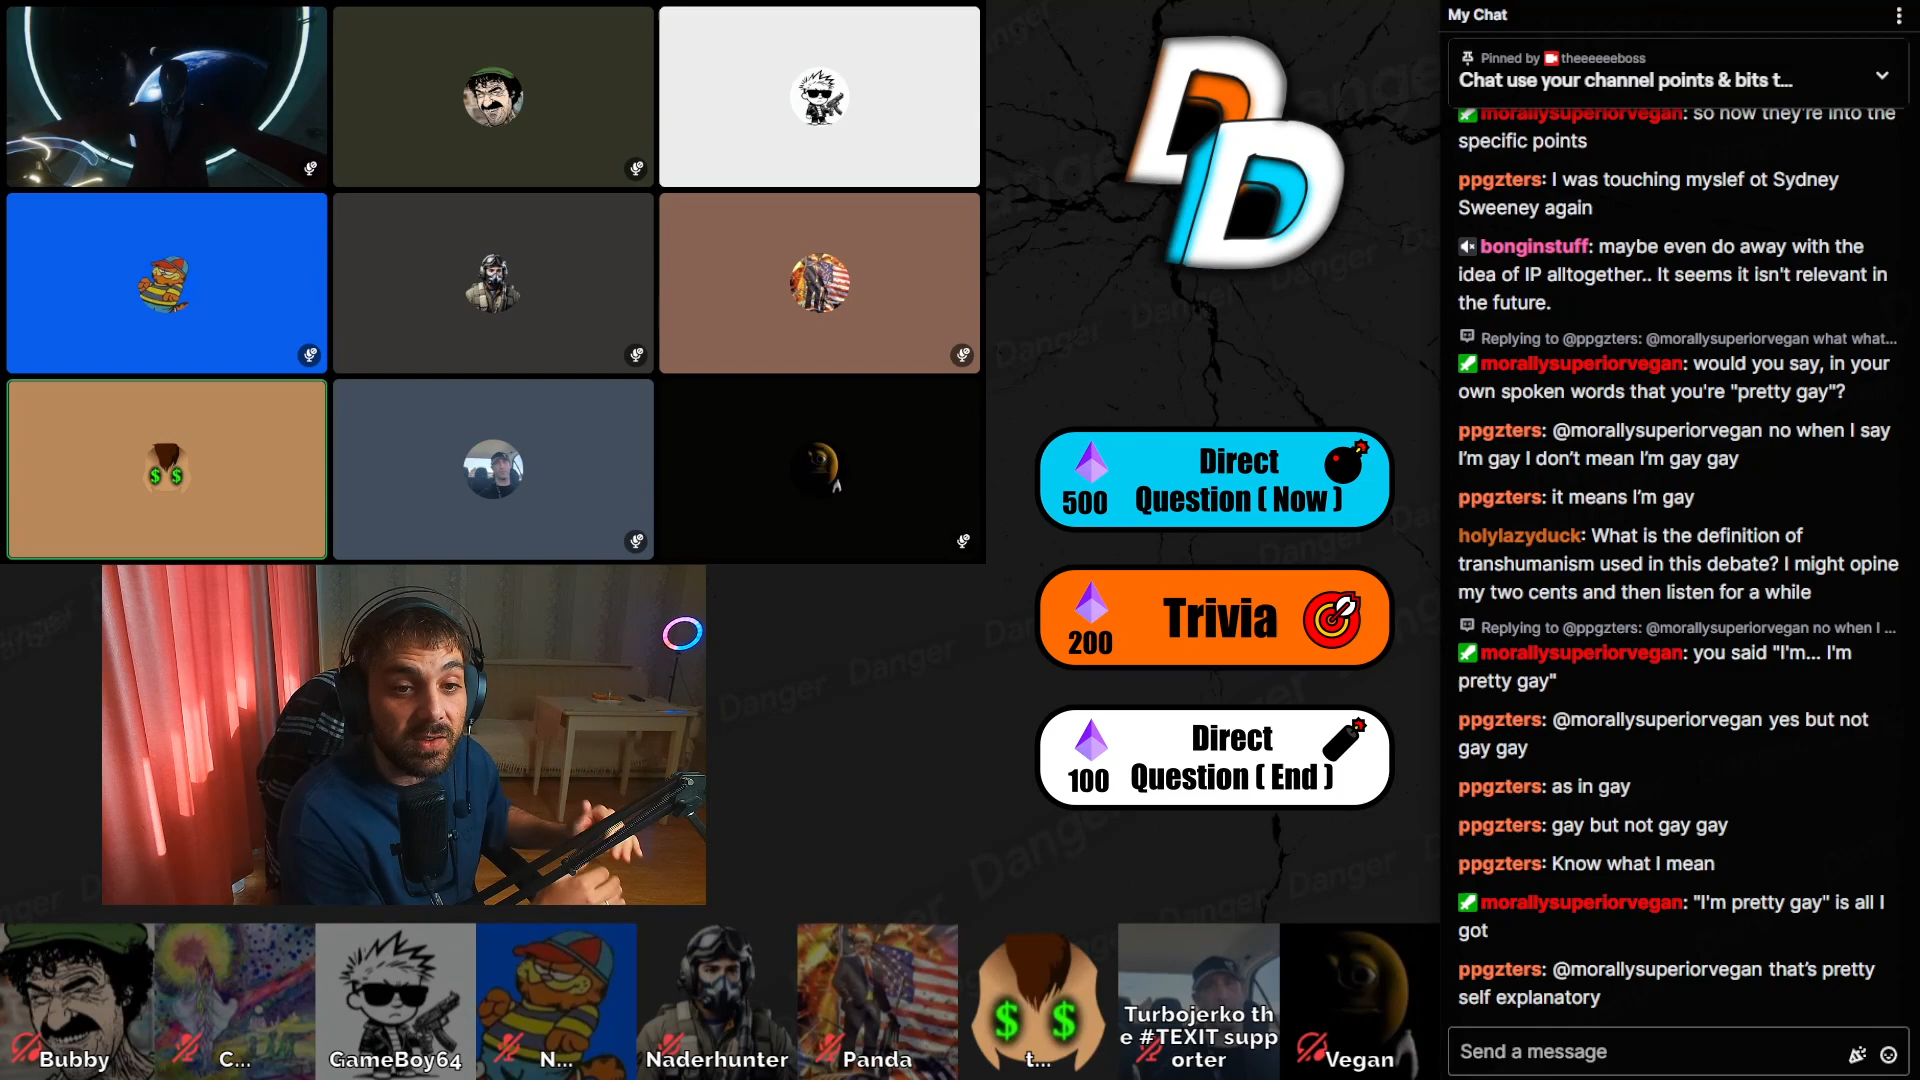 My Chat
Pinned by theeeeeeboss
Chat use your channel points & bits t...
morallysuperiorvegan: so now they're into the
specific points
ppgzters: I was touching myslef ot Sydney
Sweeney again
bonginstuff: maybe even do away with the
idea of IP alltogether.. It seems it isn't relevant in
the future.
Replying to @ppgzters: @morallysuperiorvegan what what...
morallysuperiorvegan: would you say, in your
own spoken words that you're "pretty gay"?
ppgzters: @morallysuperiorvegan no when I say
I'm gay I don't mean I'm gay gay
ppgzters: it means I'm gay
holylazyduck: What is the definition of
transhumanism used in this debate? I might opine
my two cents and then listen for a while
Replying to @ppgzters: @morallysuperiorvegan no when I ...
morallysuperiorvegan: you said "I'm... I'm
pretty gay"
ppgzters: @morallysuperiorvegan yes but not
gay gay
ppgzters: as in gay
ppgzters: gay but not gay gay
ppgzters: Know what I mean
morallysuperiorvegan: "I'm pretty gay" is all I
got
ppgzters: @morallysuperiorvegan that's pretty
self explanatory
Send a message
DD
500
Direct
Question ( Now )
200
Trivia
100
Direct
Question ( End )
Danger
Danger
Danger
Danger
Danger
Danger
Danger
Danger
Bubby
C...
GameBoy64
N...
Naderhunter
Panda
t...
Turbojerko th
e #TEXIT supp
orter
Vegan